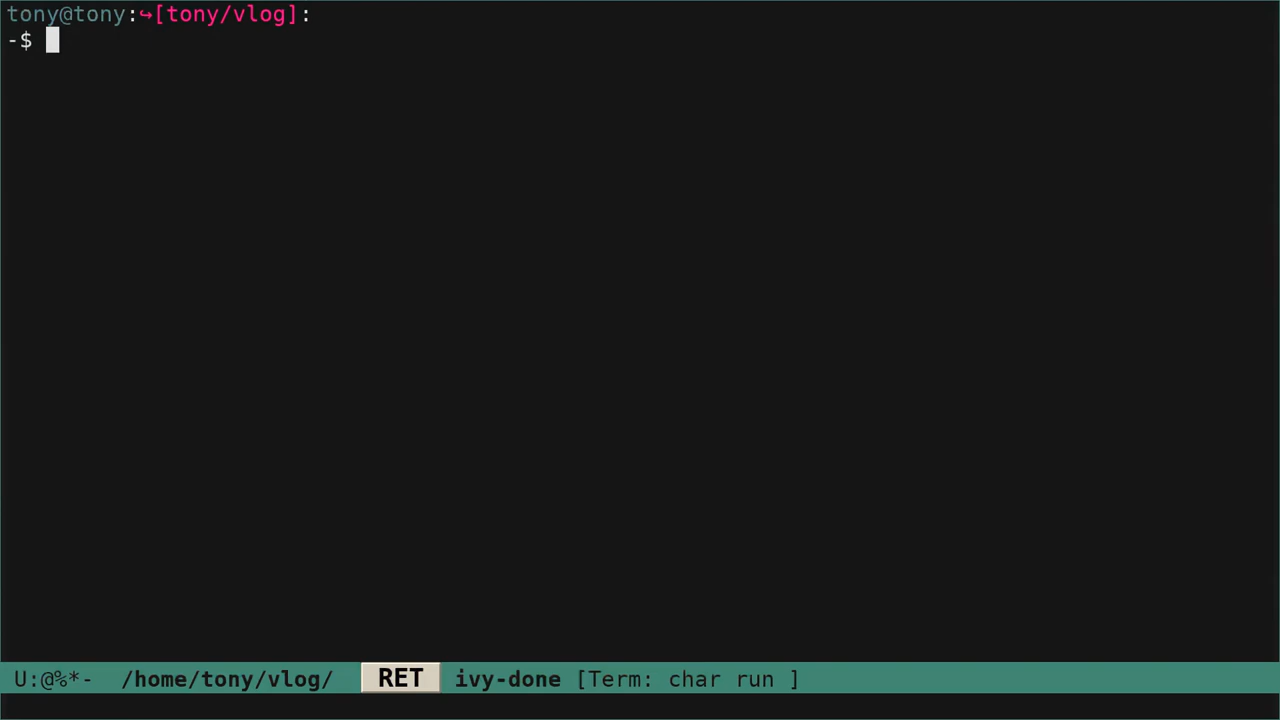 tony@tony:↪[tony/vlog]:
-$
U:@%*- /home/tony/vlog/ RET ivy-done [Term: char run ]